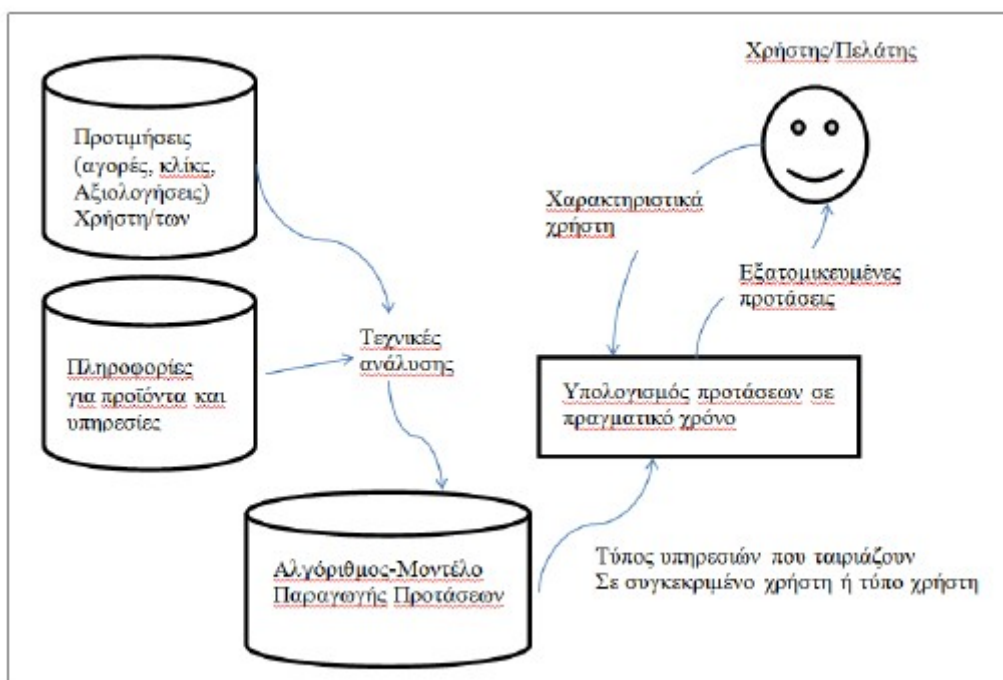 Χρήστης/Πελάτης
Προτιμήσεις
(αγορές, κλίκς,
Αξιολογήσεις)
Χρήστη/των
Χαρακτηριστικά
χρήστη
Εξατομικευμένες
προτάσεις
Πληροφορίες
για προϊόντα και
υπηρεσίες
Τεχνικές
ανάλυσης
Υπολογισμός προτάσεων σε
πραγματικό χρόνο
Αλγόριθμος-Μοντέλο
Παραγωγής Προτάσεων
Τύπος υπηρεσιών που ταιριάζουν
Σε συγκεκριμένο χρήστη ή τύπο χρήστη